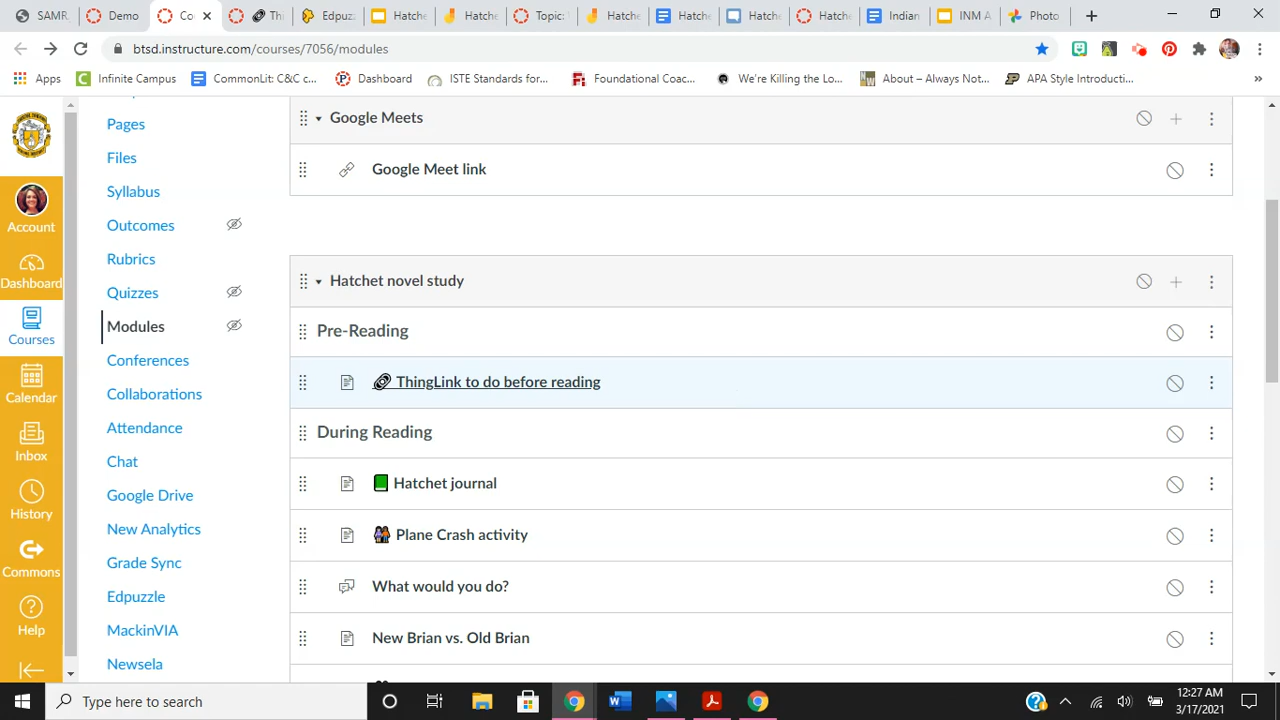 SAMR, Demo Co Thi Edpuzz Hatche Hatche Topic: Hatche Hatche Hatche Hatche Indian INM A Photo
btsd.instructure.com/courses/7056/modules
Apps Infinite Campus CommonLit: C&C c... Dashboard ISTE Standards for... Foundational Coac... We're Killing the Lo... About – Always Not... APA Style Introducti... »
Pages
Files
Syllabus
Outcomes
Rubrics
Quizzes
Modules
Conferences
Collaborations
Attendance
Chat
Google Drive
New Analytics
Grade Sync
Edpuzzle
MackinVIA
Newsela
Account
Dashboard
Courses
Calendar
Inbox
History
Commons
Help
Google Meets
Google Meet link
Hatchet novel study
Pre-Reading
ThingLink to do before reading
During Reading
Hatchet journal
Plane Crash activity
What would you do?
New Brian vs. Old Brian
Type here to search
12:27 AM
3/17/2021